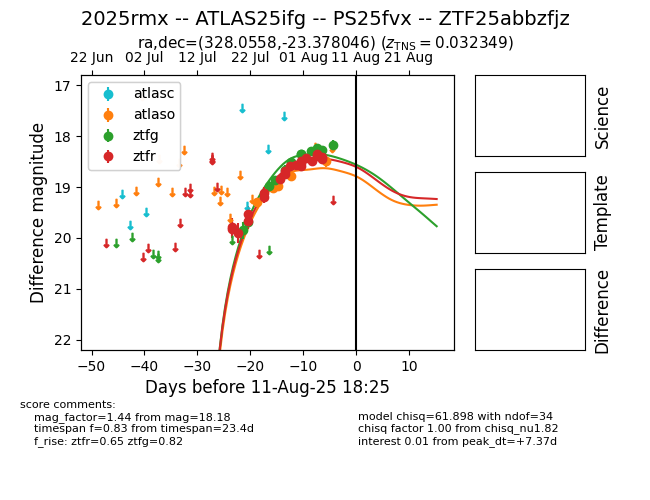 2025rmx -- ATLAS25ifg -- PS25fvx -- ZTF25abbzfjz
ra,dec=(328.0558,-23.378046) (z_TNS = 0.032349)
22 Jun 02 Jul 12 Jul 22 Jul 01 Aug 11 Aug 21 Aug
atlasc
atlaso
ztfg
ztfr
17
18
19
20
21
22
Difference magnitude
−50 −40 −30 −20 −10 0 10
Days before 11-Aug-25 18:25
Science
Template
Difference
score comments:
mag_factor=1.44 from mag=18.18
timespan f=0.83 from timespan=23.4d
f_rise: ztfr=0.65 ztfg=0.82
model chisq=61.898 with ndof=34
chisq factor 1.00 from chisq_nu1.82
interest 0.01 from peak_dt=+7.37d